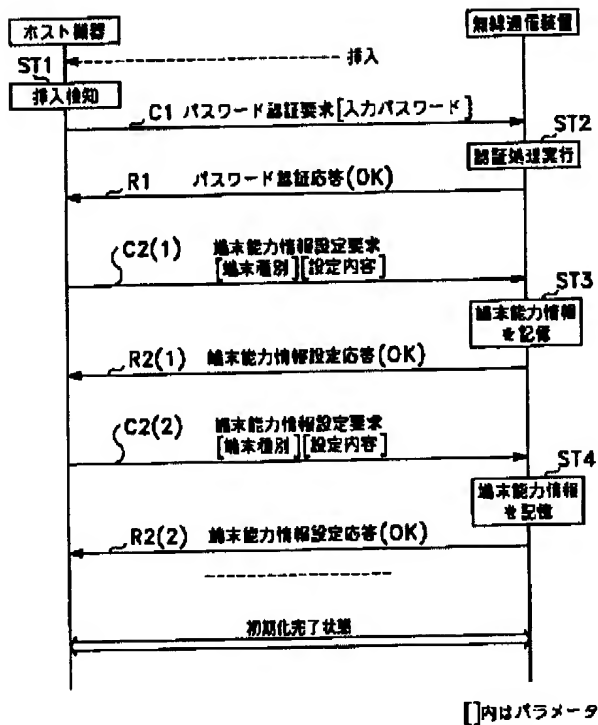 ホスト機器
無線通信装置
挿入
ST1
挿入検知
C1 パスワード認証要求[入力パスワード]
ST2
認証処理実行
R1 パスワード認証応答(OK)
C2(1) 端末能力情報設定要求
[端末種別][設定内容]
ST3
端末能力情報
を記憶
R2(1) 端末能力情報設定応答(OK)
C2(2) 端末能力情報設定要求
[端末種別][設定内容]
ST4
端末能力情報
を記憶
R2(2) 端末能力情報設定応答(OK)
初期化完了状態
[]内はパラメータ